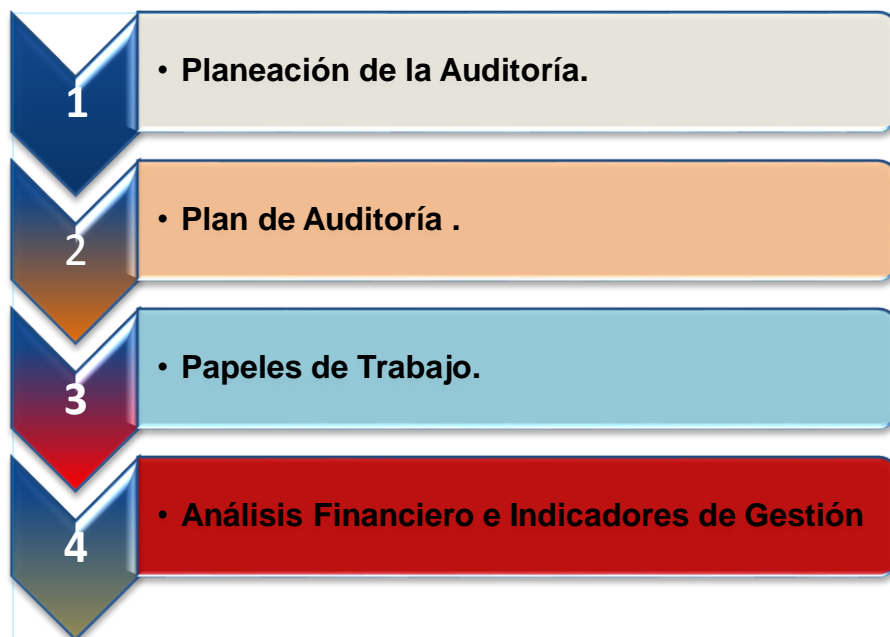 1
• Planeación de la Auditoría.
2
• Plan de Auditoría .
3
• Papeles de Trabajo.
4
• Análisis Financiero e Indicadores de Gestión